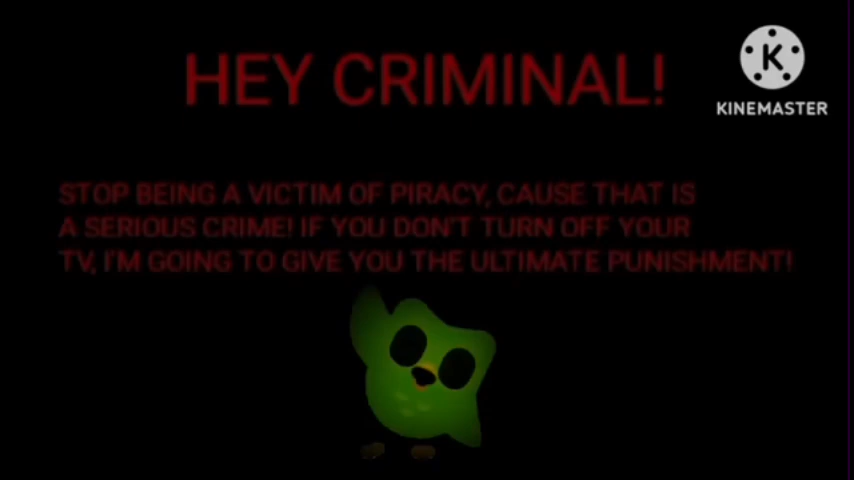 HEY CRIMINAL!
KINEMASTER
STOP BEING A VICTIM OF PIRACY, CAUSE THAT IS
A SERIOUS CRIME! IF YOU DON'T TURN OFF YOUR
TV, I'M GOING TO GIVE YOU THE ULTIMATE PUNISHMENT!